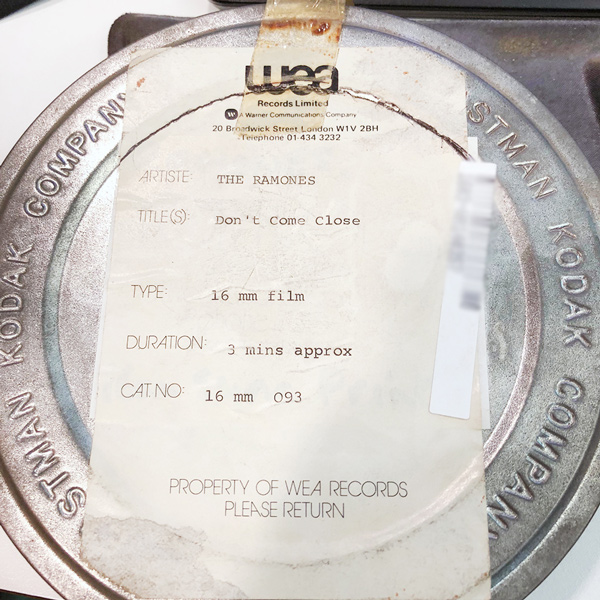 wea
Records Limited
A Warner Communications Company
20 Broadwick Street London W1V 2BH
Telephone 01-434 3232
ARTISTE: THE RAMONES
TITLE(S): Don't Come Close
TYPE: 16 mm film
DURATION: 3 mins approx
CAT. NO: 16 mm 093
PROPERTY OF WEA RECORDS
PLEASE RETURN
STMAN KODAK COMPANY
STMAN KODAK COMPANY